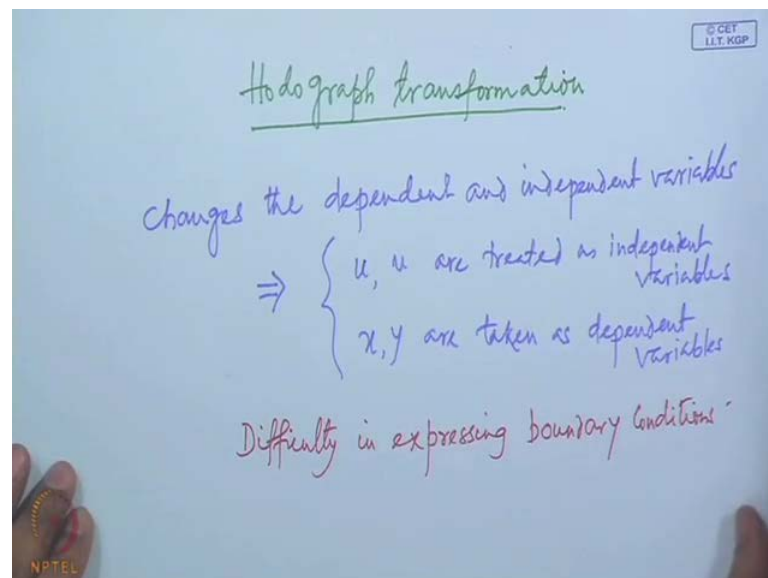 © CET
I.I.T. KGP
Hodograph transformation
Changes the dependent and independent variables
⇒ { u, u are treated as independent
variables
x, y are taken as dependent
variables
Difficulty in expressing boundary conditions.
NPTEL